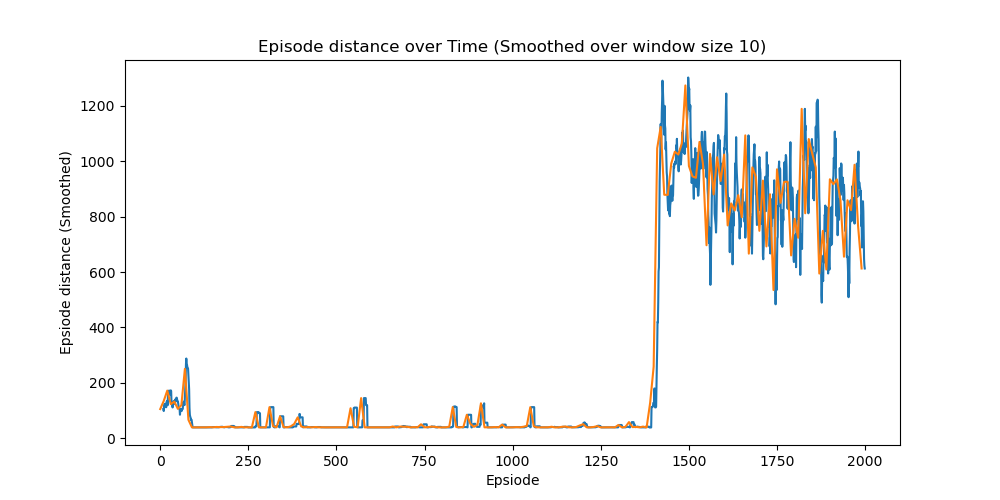 Episode distance over Time (Smoothed over window size 10)
Epsiode distance (Smoothed)
1200
1000
800
600
400
200
0
0 250 500 750 1000 1250 1500 1750 2000
Epsiode